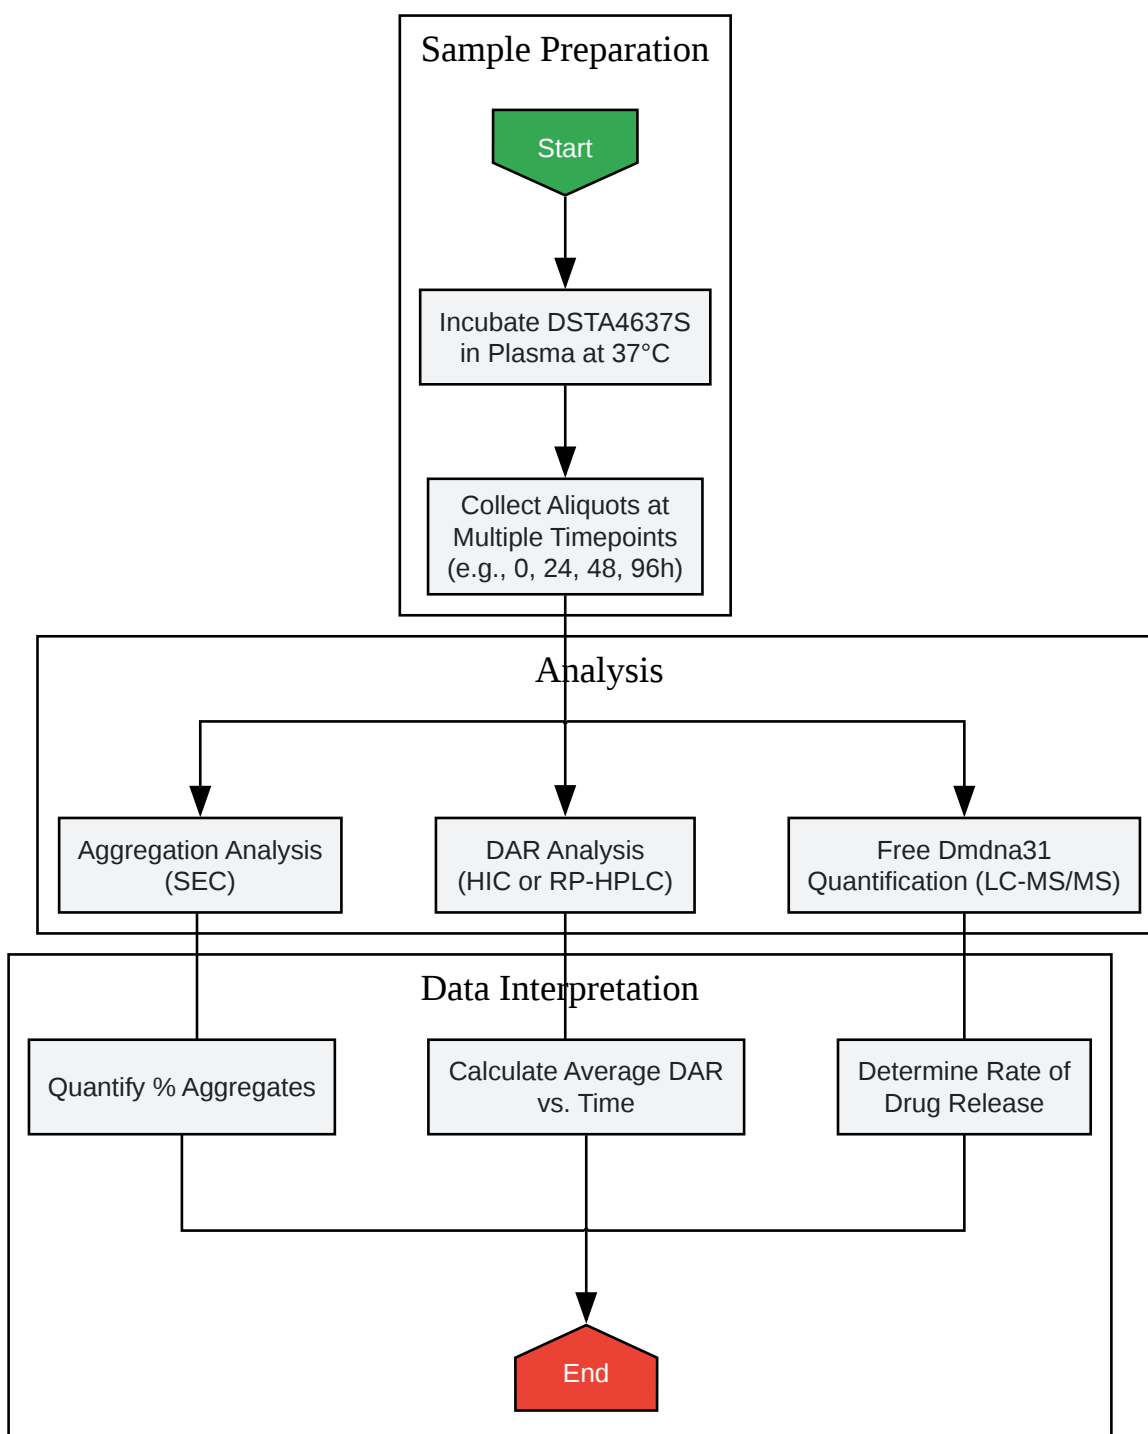 Sample Preparation
Start
Incubate DSTA4637S
in Plasma at 37°C
Collect Aliquots at
Multiple Timepoints
(e.g., 0, 24, 48, 96h)
Analysis
Aggregation Analysis
(SEC)
DAR Analysis
(HIC or RP-HPLC)
Free Dmdna31
Quantification (LC-MS/MS)
Data Interpretation
Quantify % Aggregates
Calculate Average DAR
vs. Time
Determine Rate of
Drug Release
End